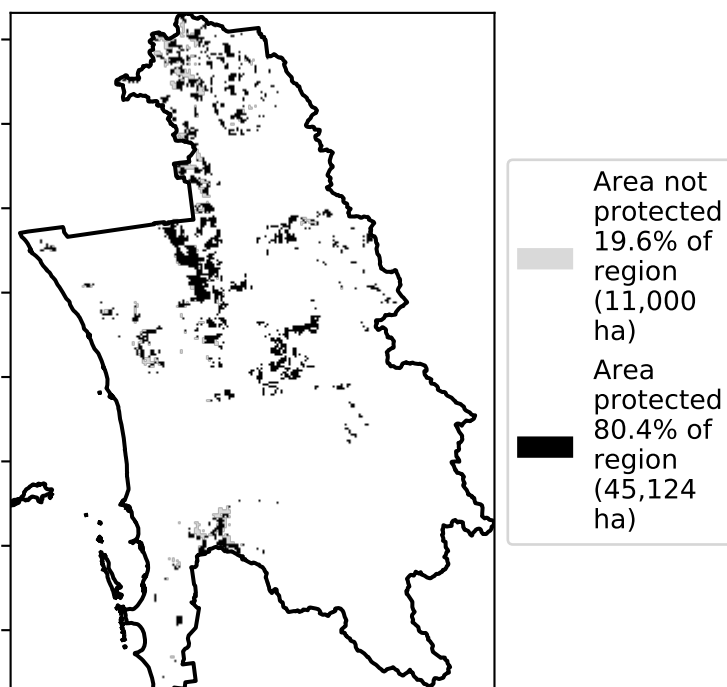 Area not
protected
19.6% of
region
(11,000
ha)
Area
protected
80.4% of
region
(45,124
ha)